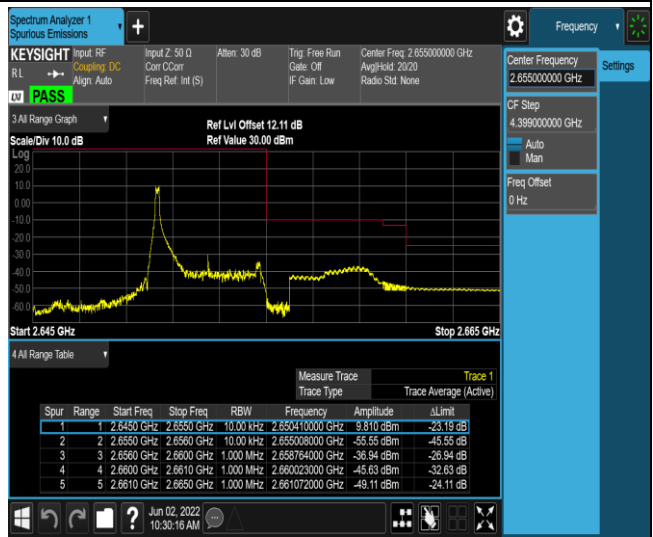 Spectrum Analyzer 1
Spurious Emissions
Frequency
KEYSIGHT Input: RF Input Z: 50 Ω Atten: 30 dB Trig: Free Run Center Freq: 2.655000000 GHz
RL Coupling: DC Corr CCorr Gate: Off Avg|Hold: 20/20
Align: Auto Freq Ref: Int (S) IF Gain: Low Radio Std: None
LXI PASS
3 All Range Graph
Ref Lvl Offset 12.11 dB
Scale/Div 10.0 dB Ref Value 30.00 dBm
Log
20.0
10.0
0.00
-10.0
-20.0
-30.0
-40.0
-50.0
-60.0
Start 2.645 GHz Stop 2.665 GHz
4 All Range Table
Measure Trace Trace 1
Trace Type Trace Average (Active)
Spur Range Start Freq Stop Freq RBW Frequency Amplitude ΔLimit
1 1 2.6450 GHz 2.6550 GHz 10.00 kHz 2.650410000 GHz 9.810 dBm -23.19 dB
2 2 2.6550 GHz 2.6560 GHz 10.00 kHz 2.655008000 GHz -55.55 dBm -45.55 dB
3 3 2.6560 GHz 2.6600 GHz 1.000 MHz 2.658764000 GHz -36.94 dBm -26.94 dB
4 4 2.6600 GHz 2.6610 GHz 1.000 MHz 2.660023000 GHz -45.63 dBm -32.63 dB
5 5 2.6610 GHz 2.6650 GHz 1.000 MHz 2.661072000 GHz -49.11 dBm -24.11 dB
Center Frequency
2.655000000 GHz
Settings
CF Step
4.399000000 GHz
Auto
Man
Freq Offset
0 Hz
Jun 02, 2022
10:30:16 AM